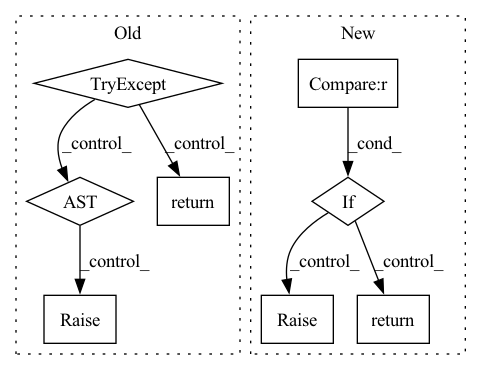 Old
New
TryExcept
Compare:r
_control_
_control_
_cond_
AST
return
If
_control_
_control_
_control_
Raise
Raise
return